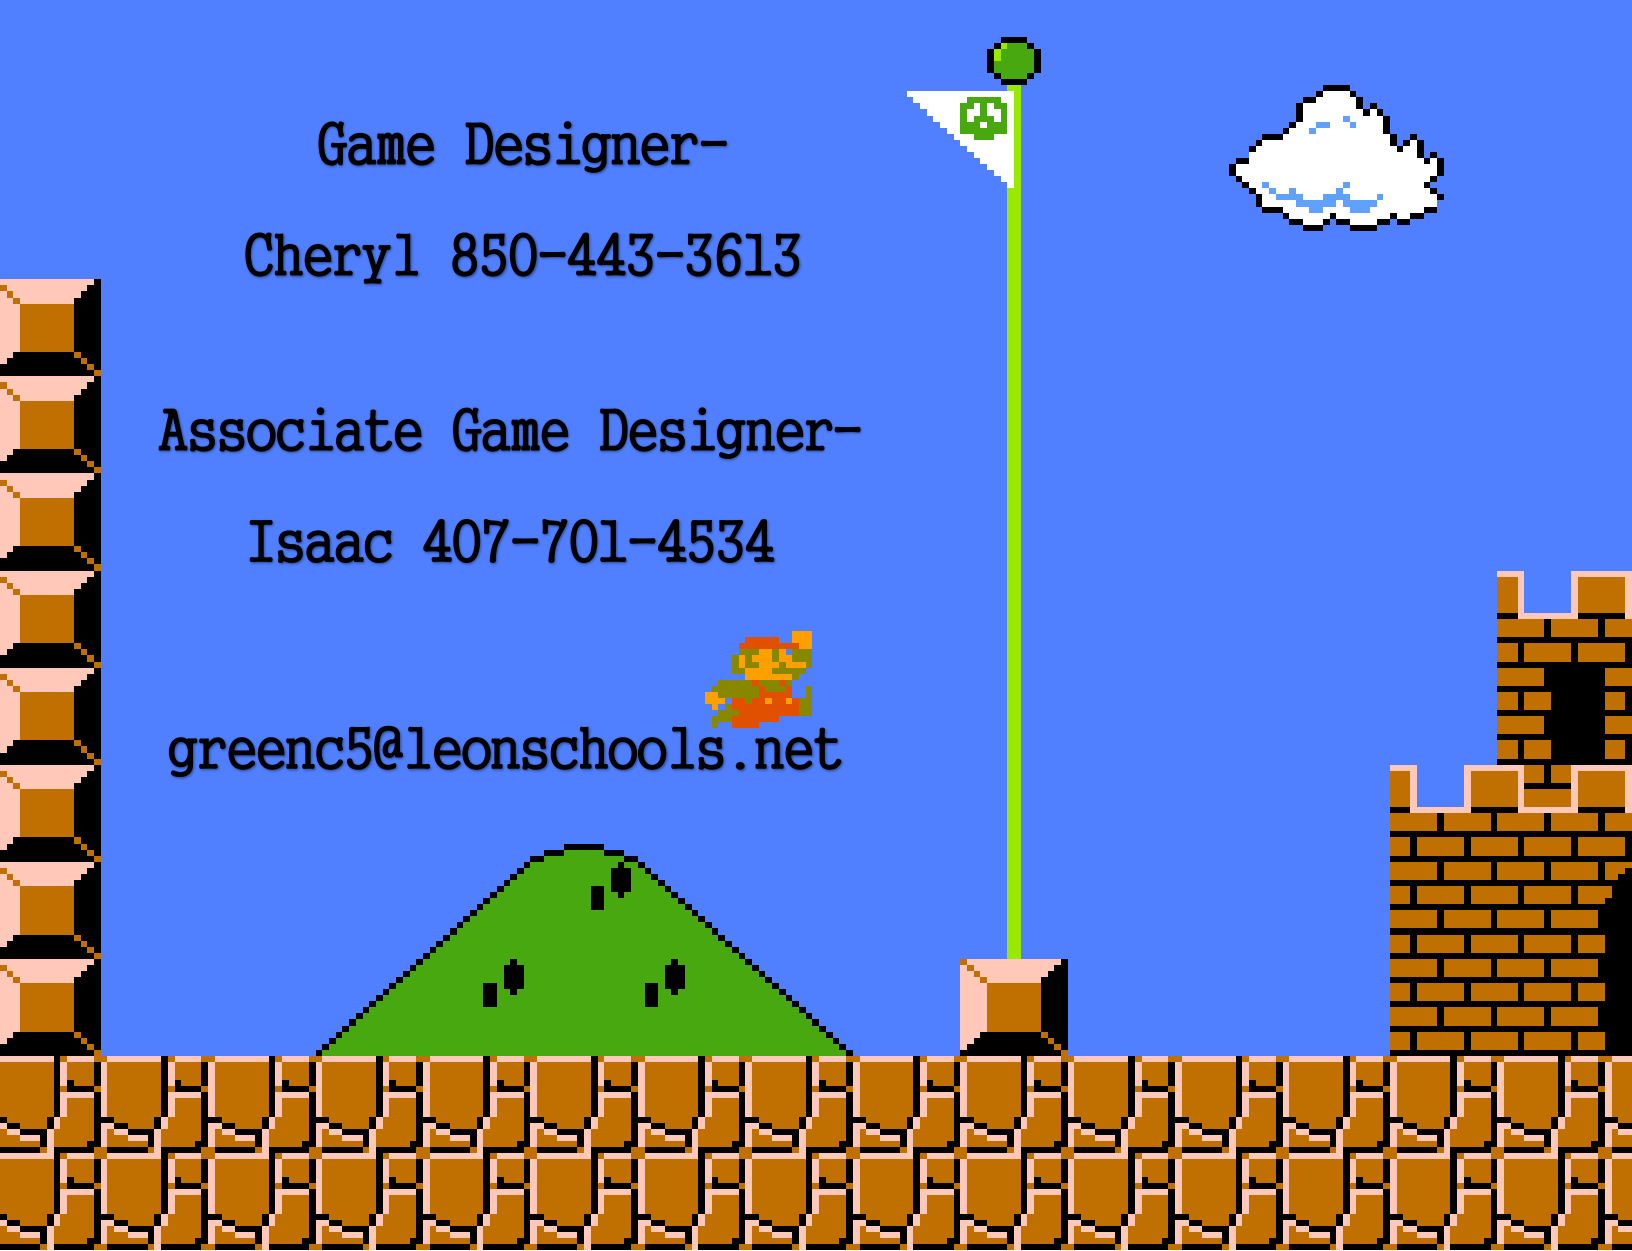 Game Designer-
Cheryl 850-443-3613
Associate Game Designer-
Isaac 407-701-4534
greenc5@leonschools.net